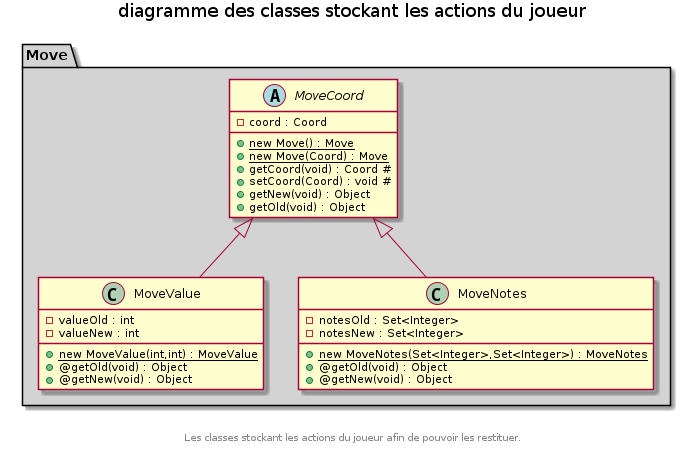 diagramme des classes stockant les actions du joueur
Move
A MoveCoord
coord : Coord
new Move() : Move
new Move(Coord) : Move
getCoord(void) : Coord #
setCoord(Coord) : void #
getNew(void) : Object
getOld(void) : Object
C MoveValue
valueOld : int
valueNew : int
new MoveValue(int,int) : MoveValue
@getOld(void) : Object
@getNew(void) : Object
C MoveNotes
notesOld : Set<Integer>
notesNew : Set<Integer>
new MoveNotes(Set<Integer>,Set<Integer>) : MoveNotes
@getOld(void) : Object
@getNew(void) : Object
Les classes stockant les actions du joueur afin de pouvoir les restituer.